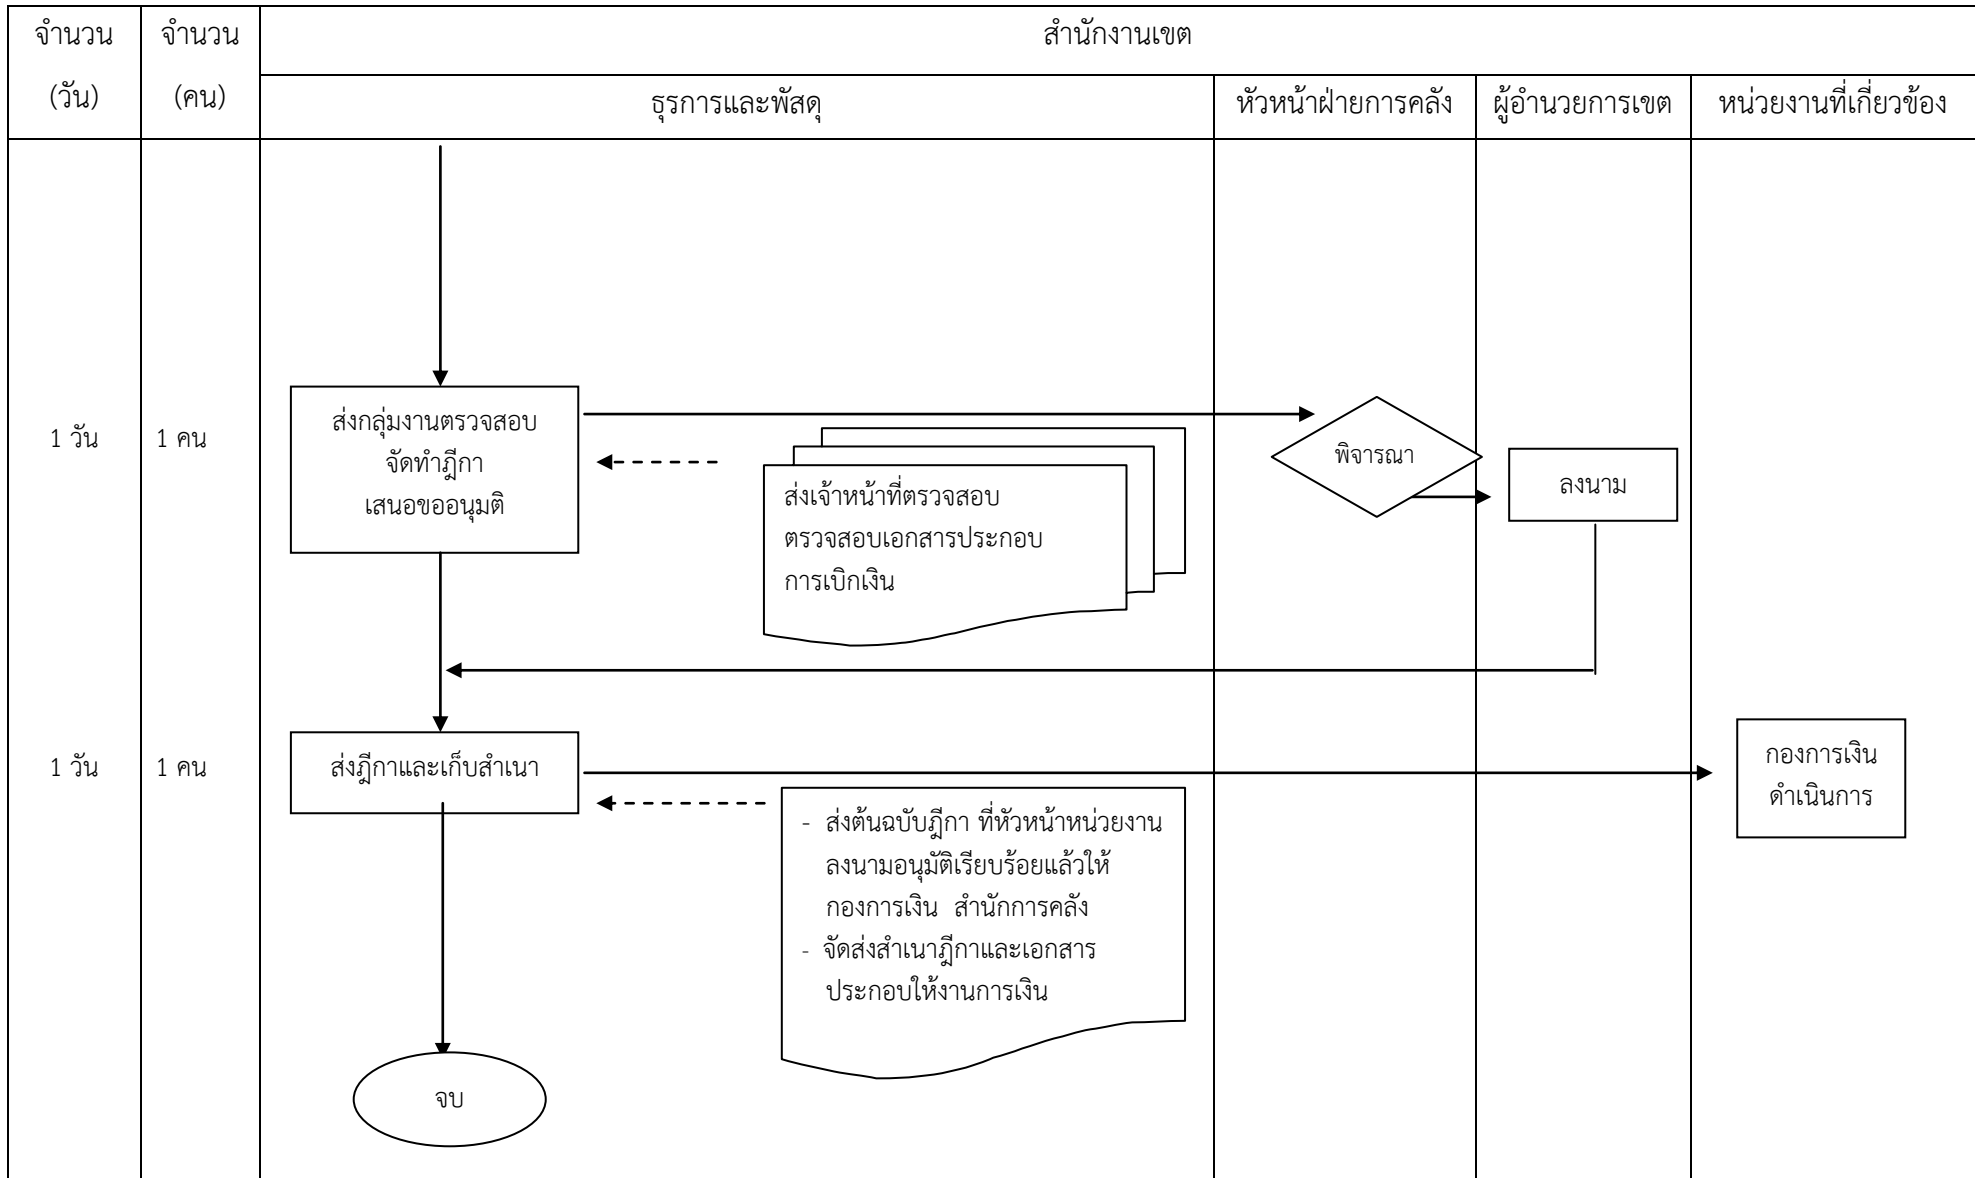 จำนวน
(วัน)
จำนวน
(คน)
สำนักงานเขต
ธุรการและพัสดุ
หัวหน้าฝ่ายการคลัง
ผู้อำนวยการเขต
หน่วยงานที่เกี่ยวข้อง
1 วัน
1 คน
ส่งกลุ่มงานตรวจสอบ
จัดทำฎีกา
เสนอขออนุมติ
ส่งเจ้าหน้าที่ตรวจสอบ
ตรวจสอบเอกสารประกอบ
การเบิกเงิน
พิจารณา
ลงนาม
1 วัน
1 คน
ส่งฎีกาและเก็บสำเนา
- ส่งต้นฉบับฎีกา ที่หัวหน้าหน่วยงาน
ลงนามอนุมัติเรียบร้อยแล้วให้
กองการเงิน สำนักการคลัง
- จัดส่งสำเนาฎีกาและเอกสาร
ประกอบให้งานการเงิน
กองการเงิน
ดำเนินการ
จบ